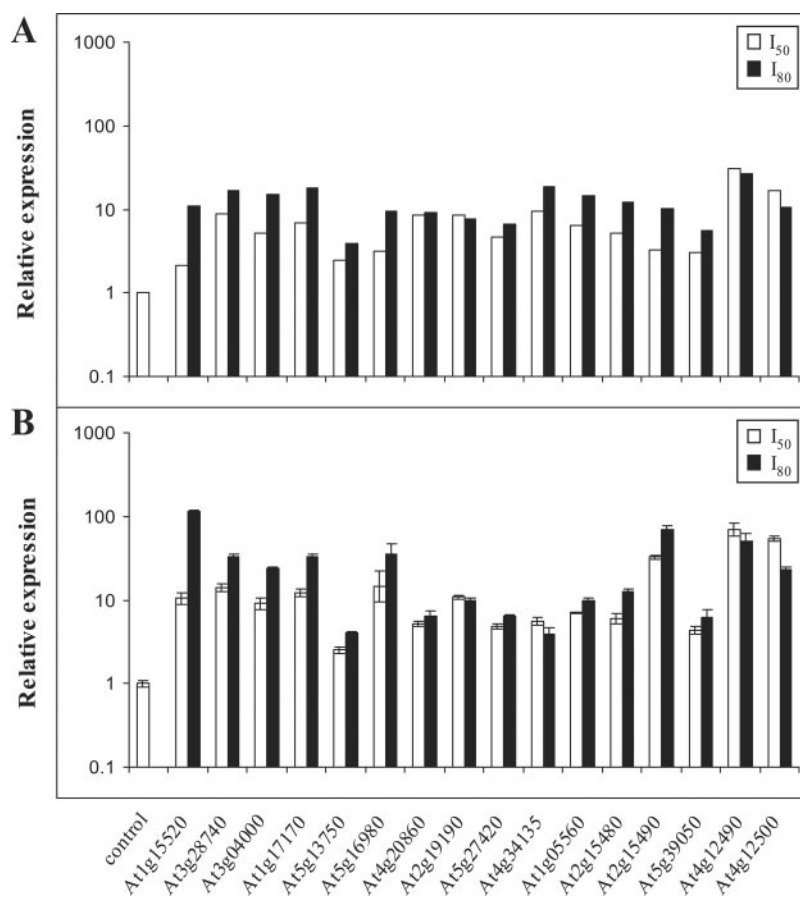 A
1000
100
10
1
0.1
Relative expression
I50
I80
B
1000
100
10
1
0.1
Relative expression
I50
I80
control
At1g15520
At3g28740
At3g04000
At1g17170
At5g13750
At5g16980
At4g20860
At2g19190
At5g27420
At4g34135
At1g05560
At2g15480
At2g15490
At5g39050
At4g12490
At4g12500